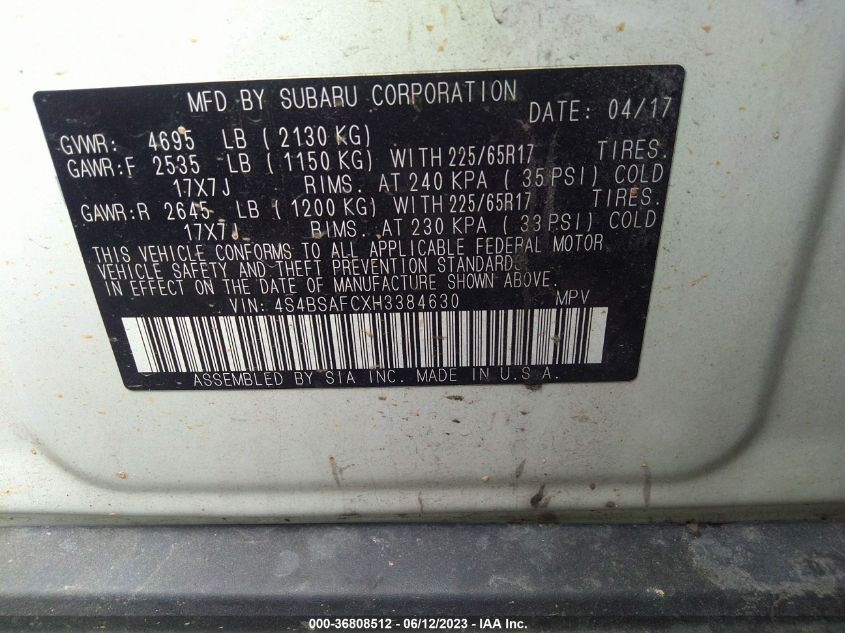 MFD BY SUBARU CORPORATION
DATE: 04/17
GVWR: 4695 LB ( 2130 KG)
GAWR:F 2535 LB ( 1150 KG) WITH 225/65R17 TIRES.
17X7J RIMS. AT 240 KPA ( 35 PSI) COLD
GAWR:R 2645 LB ( 1200 KG) WITH 225/65R17 TIRES.
17X7J RIMS. AT 230 KPA ( 33 PSI) COLD
THIS VEHICLE CONFORMS TO ALL APPLICABLE FEDERAL MOTOR
VEHICLE SAFETY AND THEFT PREVENTION STANDARDS
IN EFFECT ON THE DATE OF MANUFACTURE SHOWN ABOVE.
VIN: 4S4BSAFCXH3384630 MPV
ASSEMBLED BY SIA INC. MADE IN U.S.A.
000-36808512 - 06/12/2023 - IAA Inc.